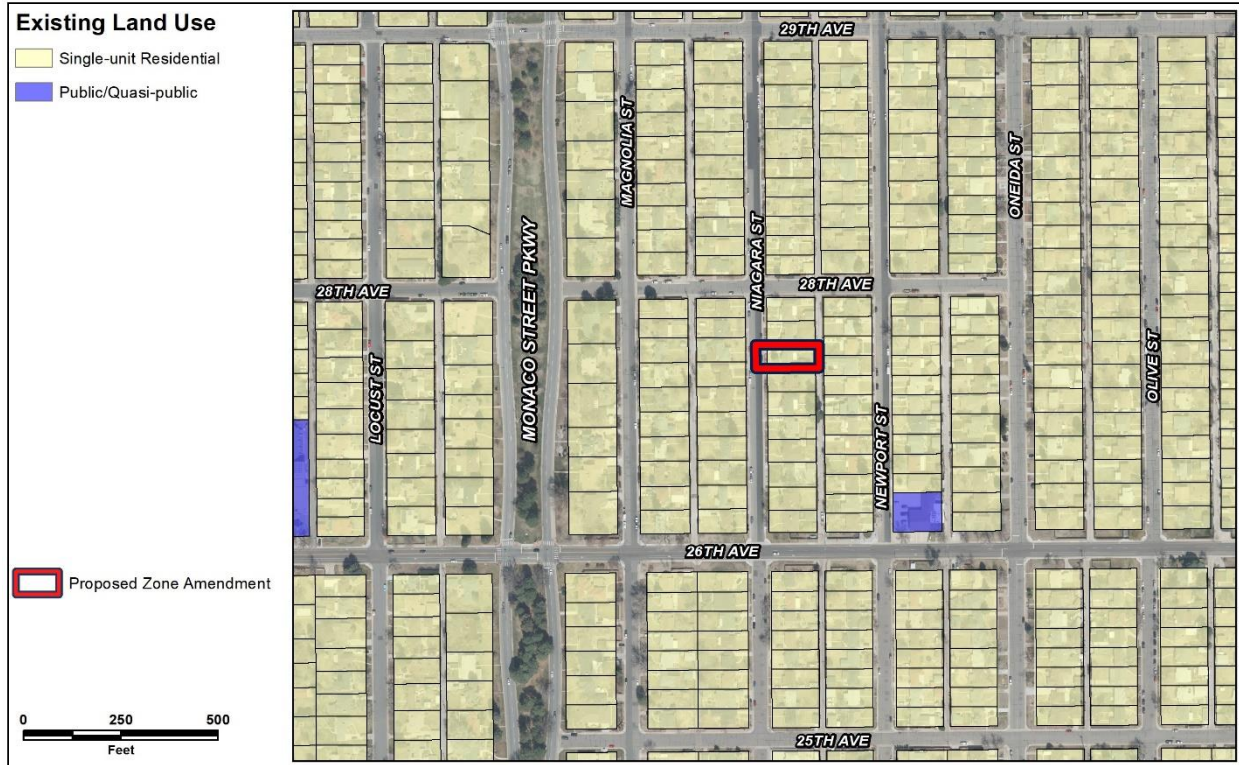 Existing Land Use
Single-unit Residential
Public/Quasi-public
Proposed Zone Amendment
0 250 500
Feet
29TH AVE
MAGNOLIA ST
ONEIDA ST
MONACO STREET PKWY
NIAGARA ST
28TH AVE
28TH AVE
LOCUST ST
OLIVE ST
NEWPORT ST
26TH AVE
25TH AVE